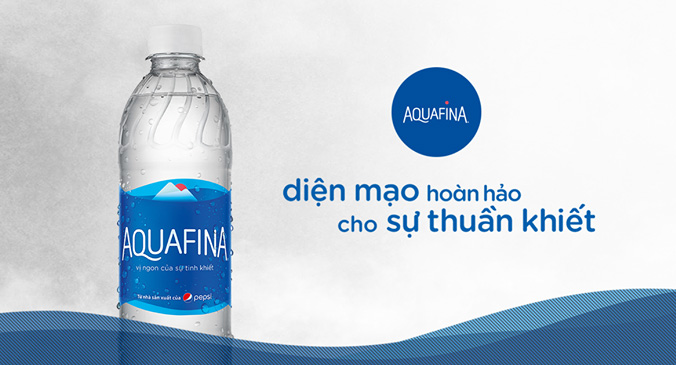 AQUAFINA
vị ngon của sự tinh khiết
từ nhà sản xuất của pepsi
AQUAFINA
diện mạo hoàn hảo
cho sự thuần khiết